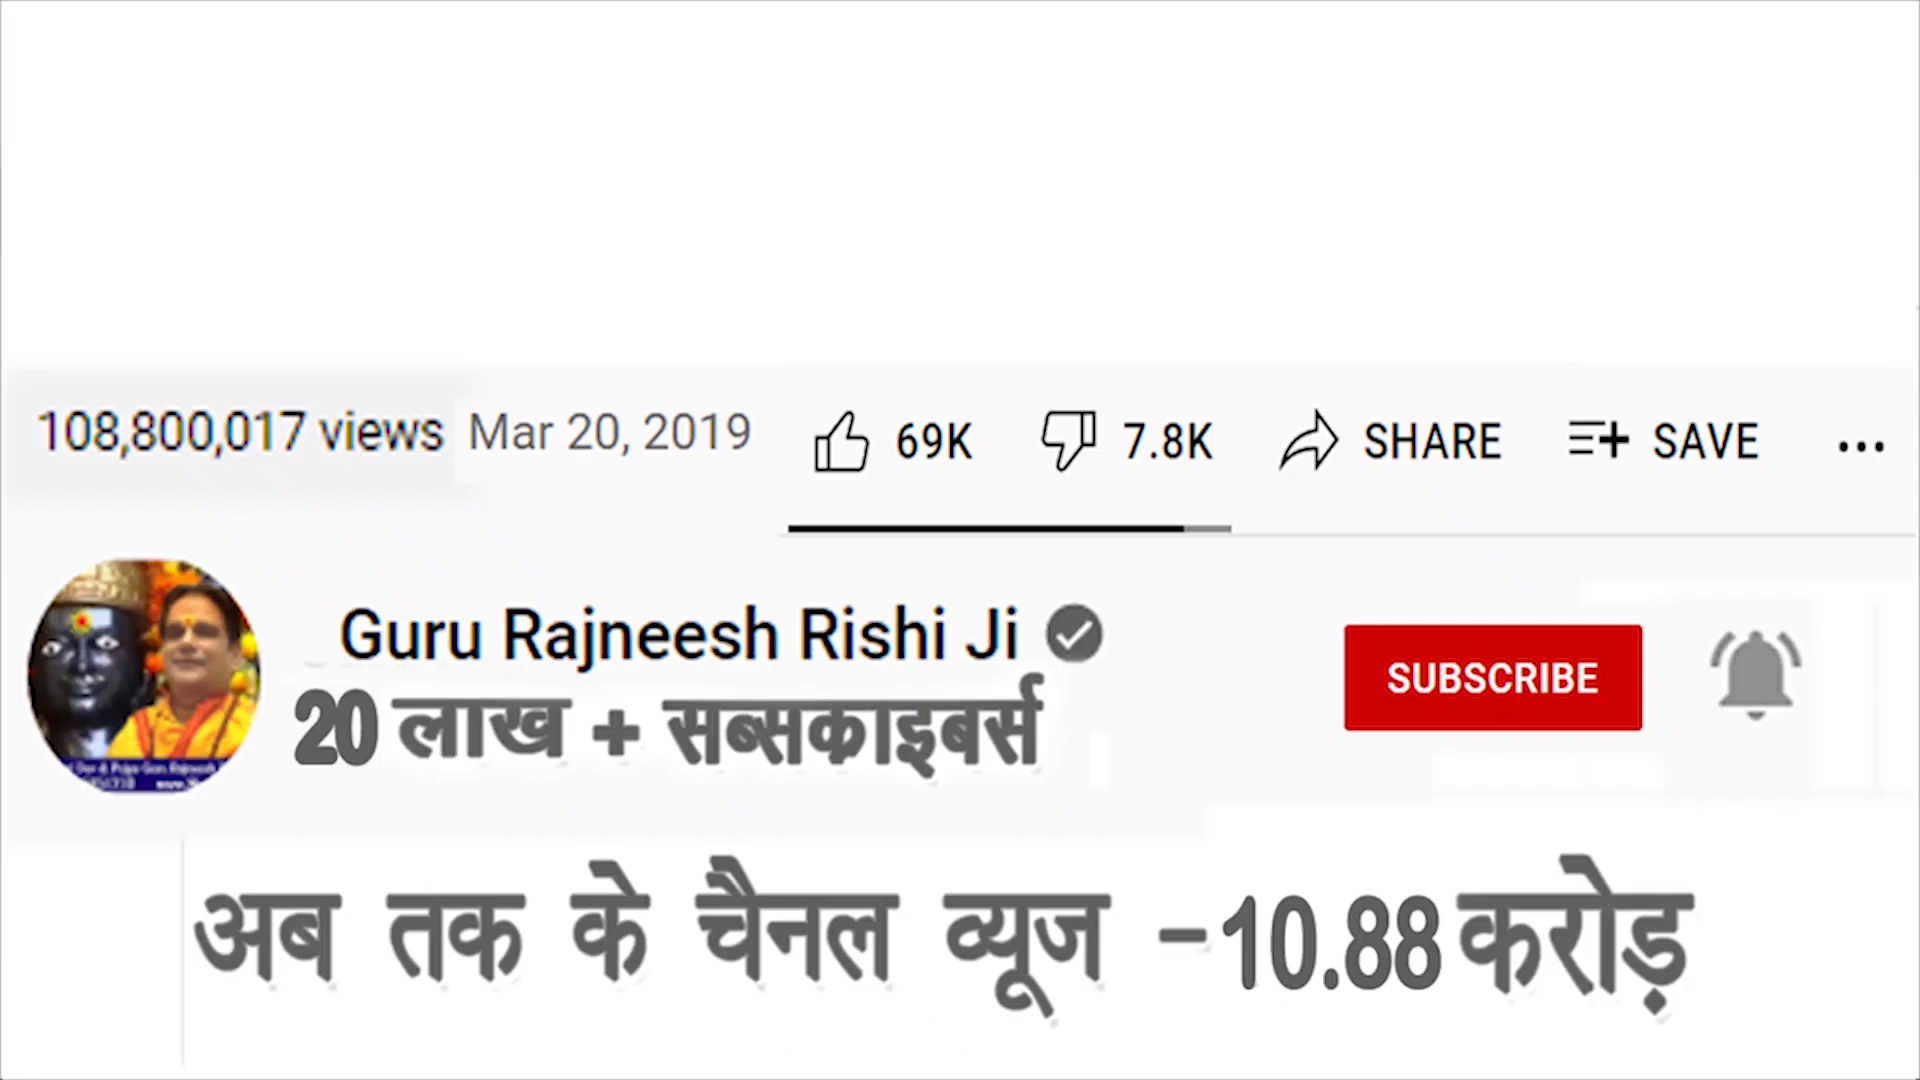 108,800,017 views Mar 20, 2019 69K 7.8K SHARE SAVE ...
Guru Rajneesh Rishi Ji
SUBSCRIBE
20 लाख + सब्सकाइबर्स
अब तक के चैनल व्यूज -10.88 करोड़